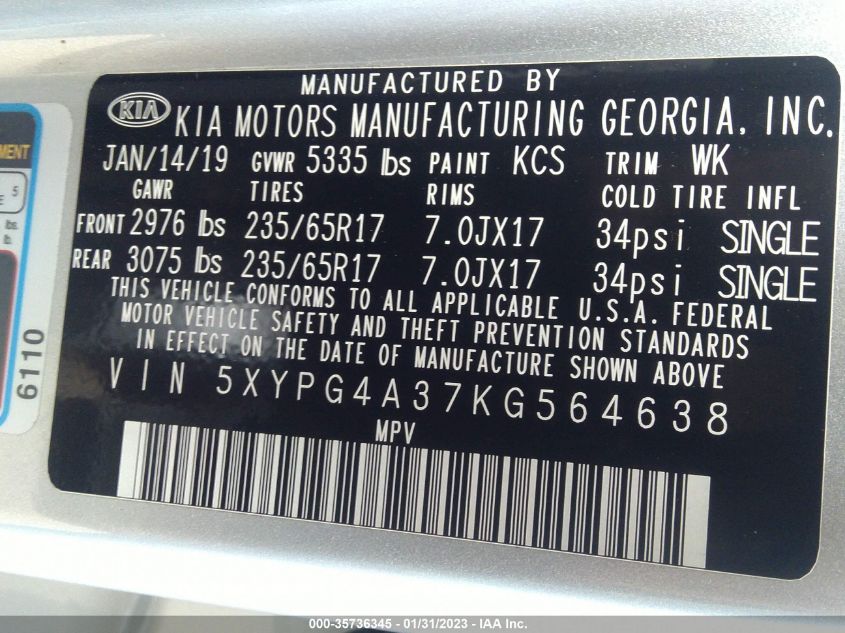 MANUFACTURED BY
KIA KIA MOTORS MANUFACTURING GEORGIA, INC.
JAN/14/19 GVWR 5335 lbs PAINT KCS TRIM WK
GAWR TIRES RIMS COLD TIRE INFL
FRONT 2976 lbs 235/65R17 7.0JX17 34psi SINGLE
REAR 3075 lbs 235/65R17 7.0JX17 34psi SINGLE
THIS VEHICLE CONFORMS TO ALL APPLICABLE U.S.A. FEDERAL
MOTOR VEHICLE SAFETY AND THEFT PREVENTION STANDARDS
IN EFFECT ON THE DATE OF MANUFACTURE SHOWN ABOVE
VIN 5XYPG4A37KG564638
MPV
5
E
lbs.
lb.
6110
000-35736345 - 01/31/2023 - IAA Inc.